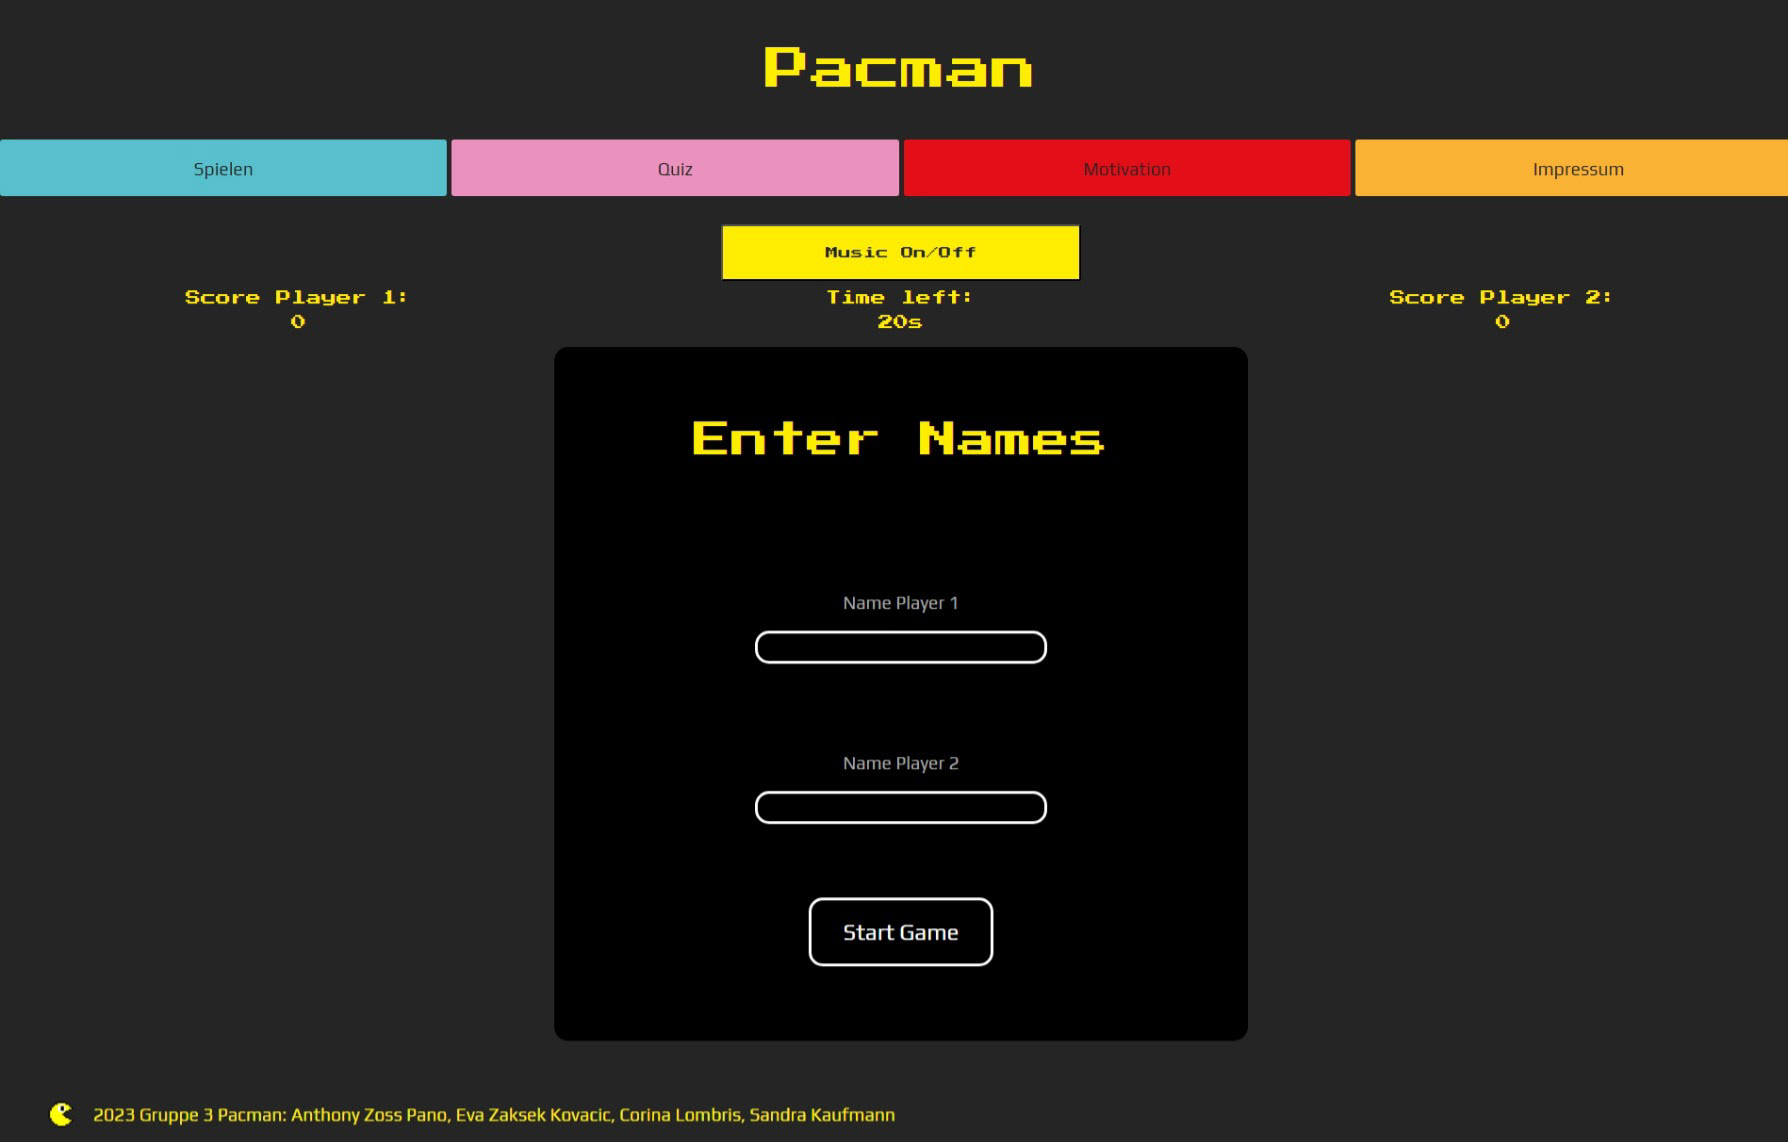 Pacman
Spielen
Quiz
Motivation
Impressum
Music On/Off
Score Player 1:
0
Time left:
20s
Score Player 2:
0
Enter Names
Name Player 1
Name Player 2
Start Game
2023 Gruppe 3 Pacman: Anthony Zoss Pano, Eva Zaksek Kovacic, Corina Lombris, Sandra Kaufmann